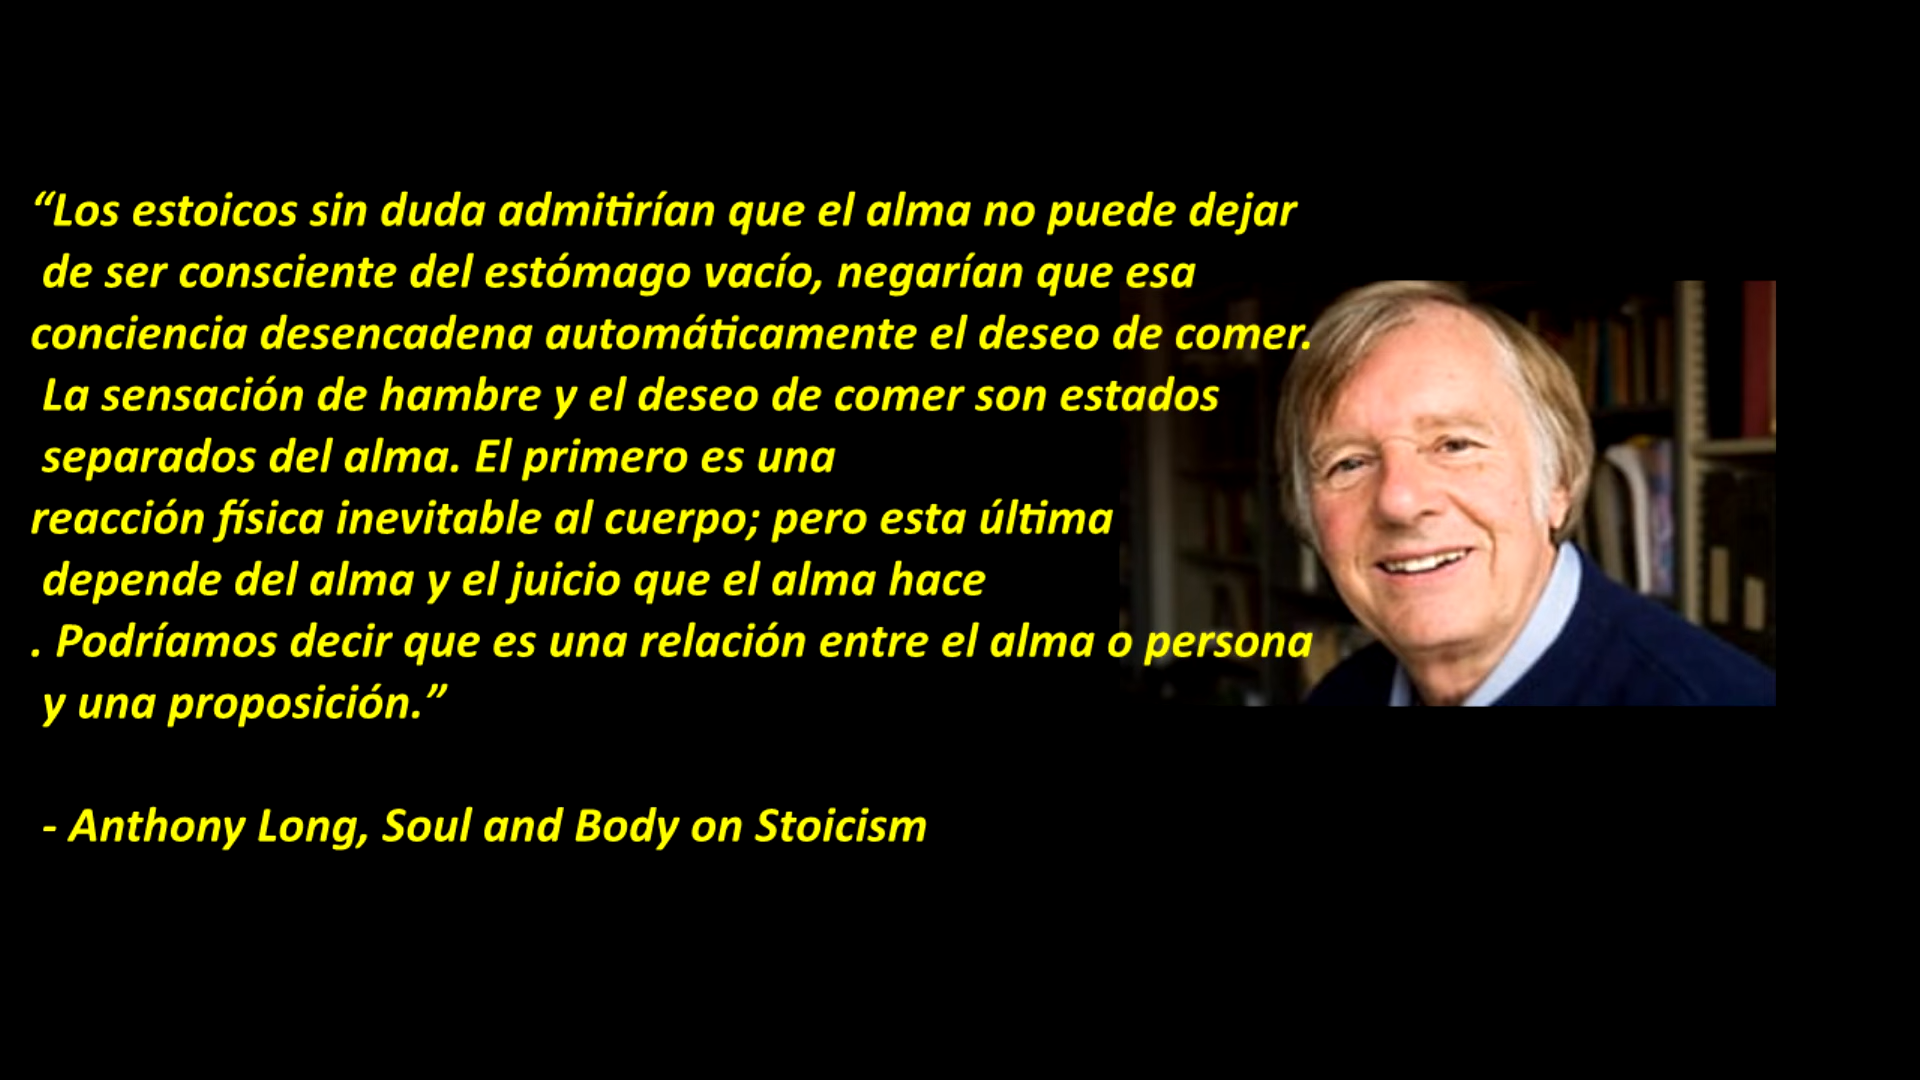 “Los estoicos sin duda admitirían que el alma no puede dejar
de ser consciente del estómago vacío, negarían que esa
conciencia desencadena automáticamente el deseo de comer.
La sensación de hambre y el deseo de comer son estados
separados del alma. El primero es una
reacción física inevitable al cuerpo; pero esta última
depende del alma y el juicio que el alma hace
. Podríamos decir que es una relación entre el alma o persona
y una proposición.”
- Anthony Long, Soul and Body on Stoicism